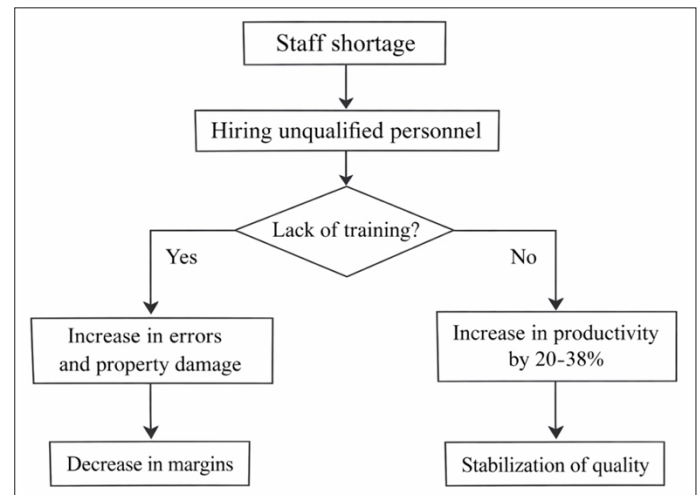 Staff shortage
Hiring unqualified personnel
Lack of training?
Yes
No
Increase in errors
and property damage
Increase in productivity
by 20-38%
Decrease in margins
Stabilization of quality